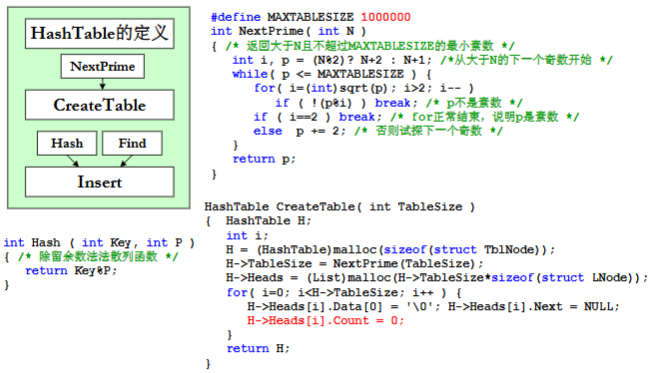 HashTable的定义
NextPrime
CreateTable
Hash
Find
Insert
int Hash ( int Key, int P )
{ /* 除留余数法法散列函数 */
return Key%P;
}
#define MAXTABLESIZE 1000000
int NextPrime( int N )
{ /* 返回大于N且不超过MAXTABLESIZE的最小素数 */
int i, p = (N%2)? N+2 : N+1; /*从大于N的下一个奇数开始 */
while( p <= MAXTABLESIZE ) {
for( i=(int)sqrt(p); i>2; i-- )
if ( !(p%i) ) break; /* p不是素数 */
if ( i==2 ) break; /* for正常结束，说明p是素数 */
else p += 2; /* 否则试探下一个奇数 */
}
return p;
}
HashTable CreateTable( int TableSize )
{ HashTable H;
int i;
H = (HashTable)malloc(sizeof(struct TblNode));
H->TableSize = NextPrime(TableSize);
H->Heads = (List)malloc(H->TableSize*sizeof(struct LNode));
for( i=0; i<H->TableSize; i++ ) {
H->Heads[i].Data[0] = '\0'; H->Heads[i].Next = NULL;
H->Heads[i].Count = 0;
}
return H;
}